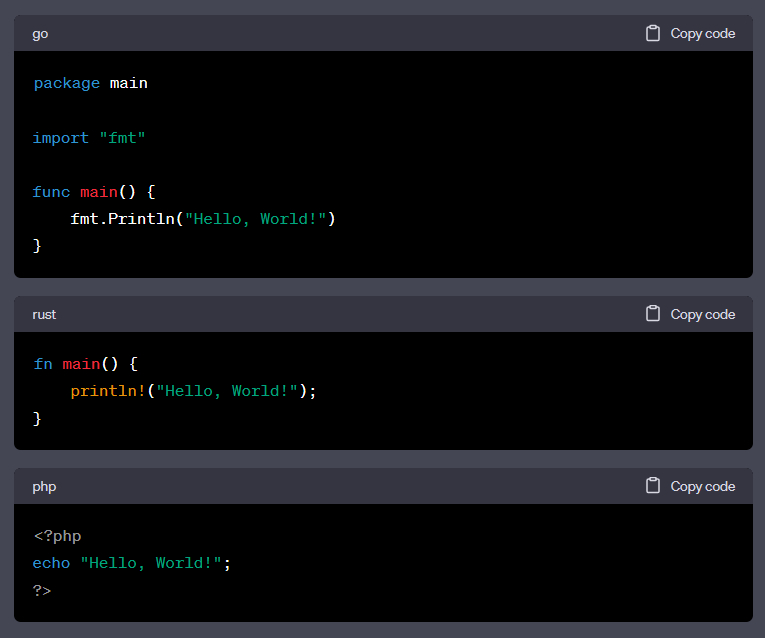 go
Copy code
package main
import "fmt"
func main() {
    fmt.Println("Hello, World!")
}
rust
Copy code
fn main() {
    println!("Hello, World!");
}
php
Copy code
<?php
echo "Hello, World!";
?>